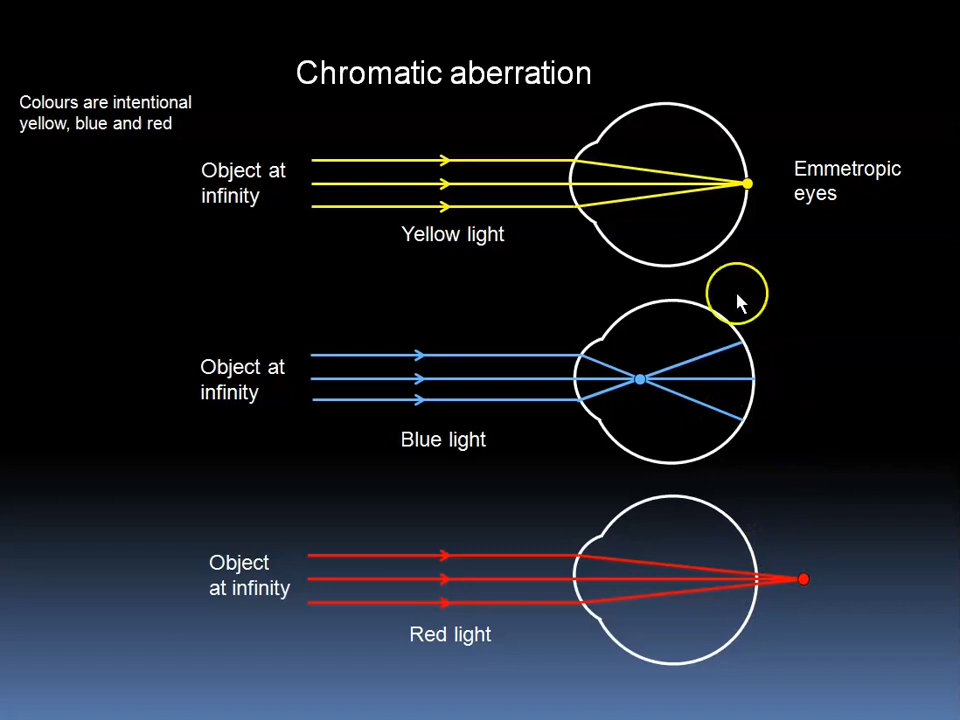 Chromatic aberration
Colours are intentional
yellow, blue and red
Object at
infinity
Emmetropic
eyes
Yellow light
Object at
infinity
Blue light
Object
at infinity
Red light